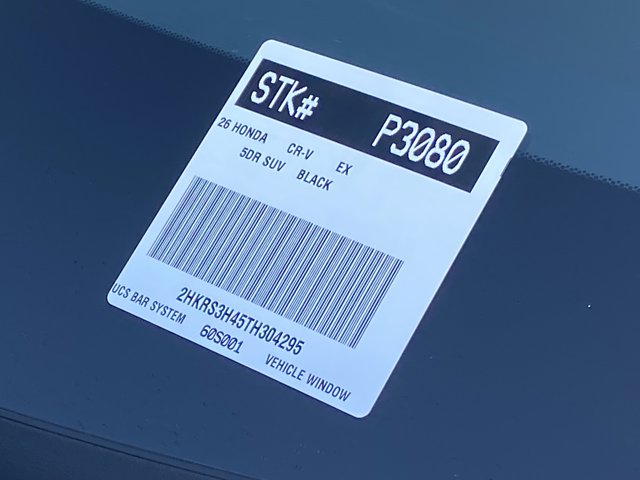 STK# P3080
26 HONDA CR-V EX
5DR SUV BLACK
2HKRS3H45TH304295
UCS BAR SYSTEM 60S001 VEHICLE WINDOW